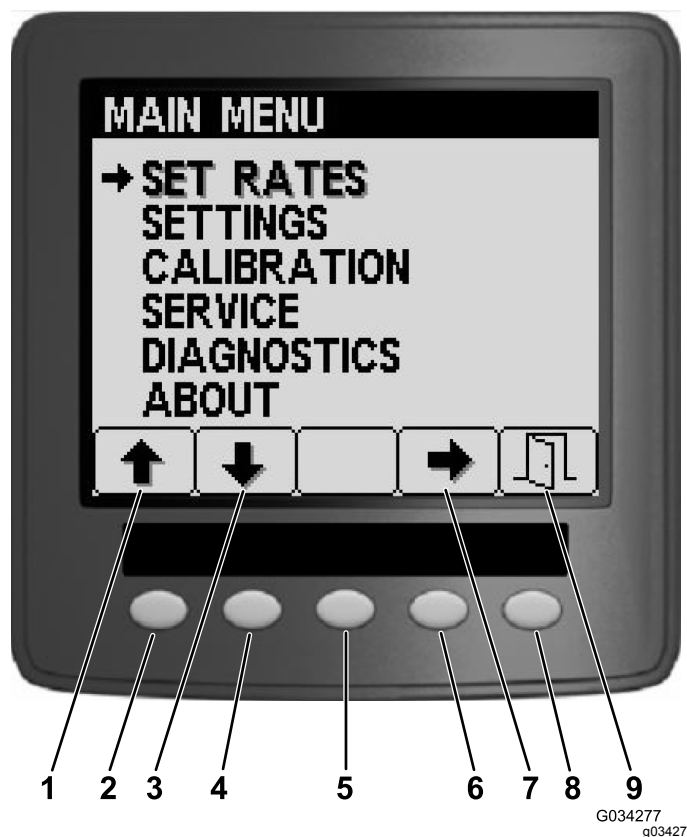 MAIN MENU
SET RATES
SETTINGS
CALIBRATION
SERVICE
DIAGNOSTICS
ABOUT
1 2 3 4 5 6 7 8 9
G034277
g03427